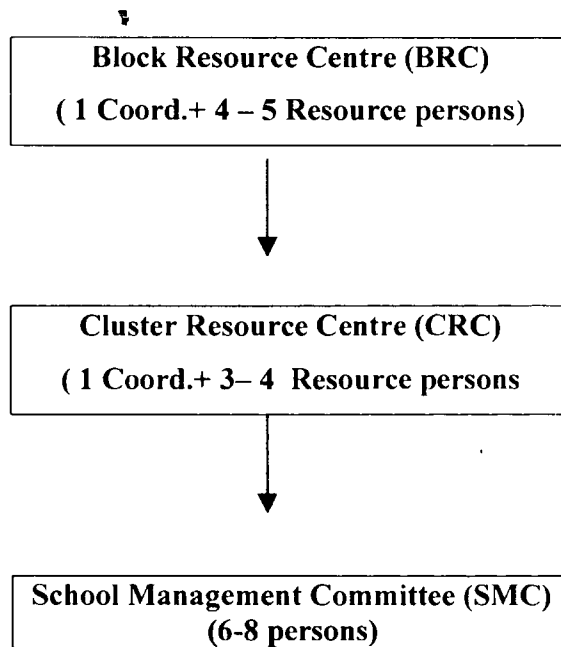 Block Resource Centre (BRC)
( 1 Coord.+ 4 – 5 Resource persons)
Cluster Resource Centre (CRC)
( 1 Coord.+ 3– 4 Resource persons
School Management Committee (SMC)
(6-8 persons)